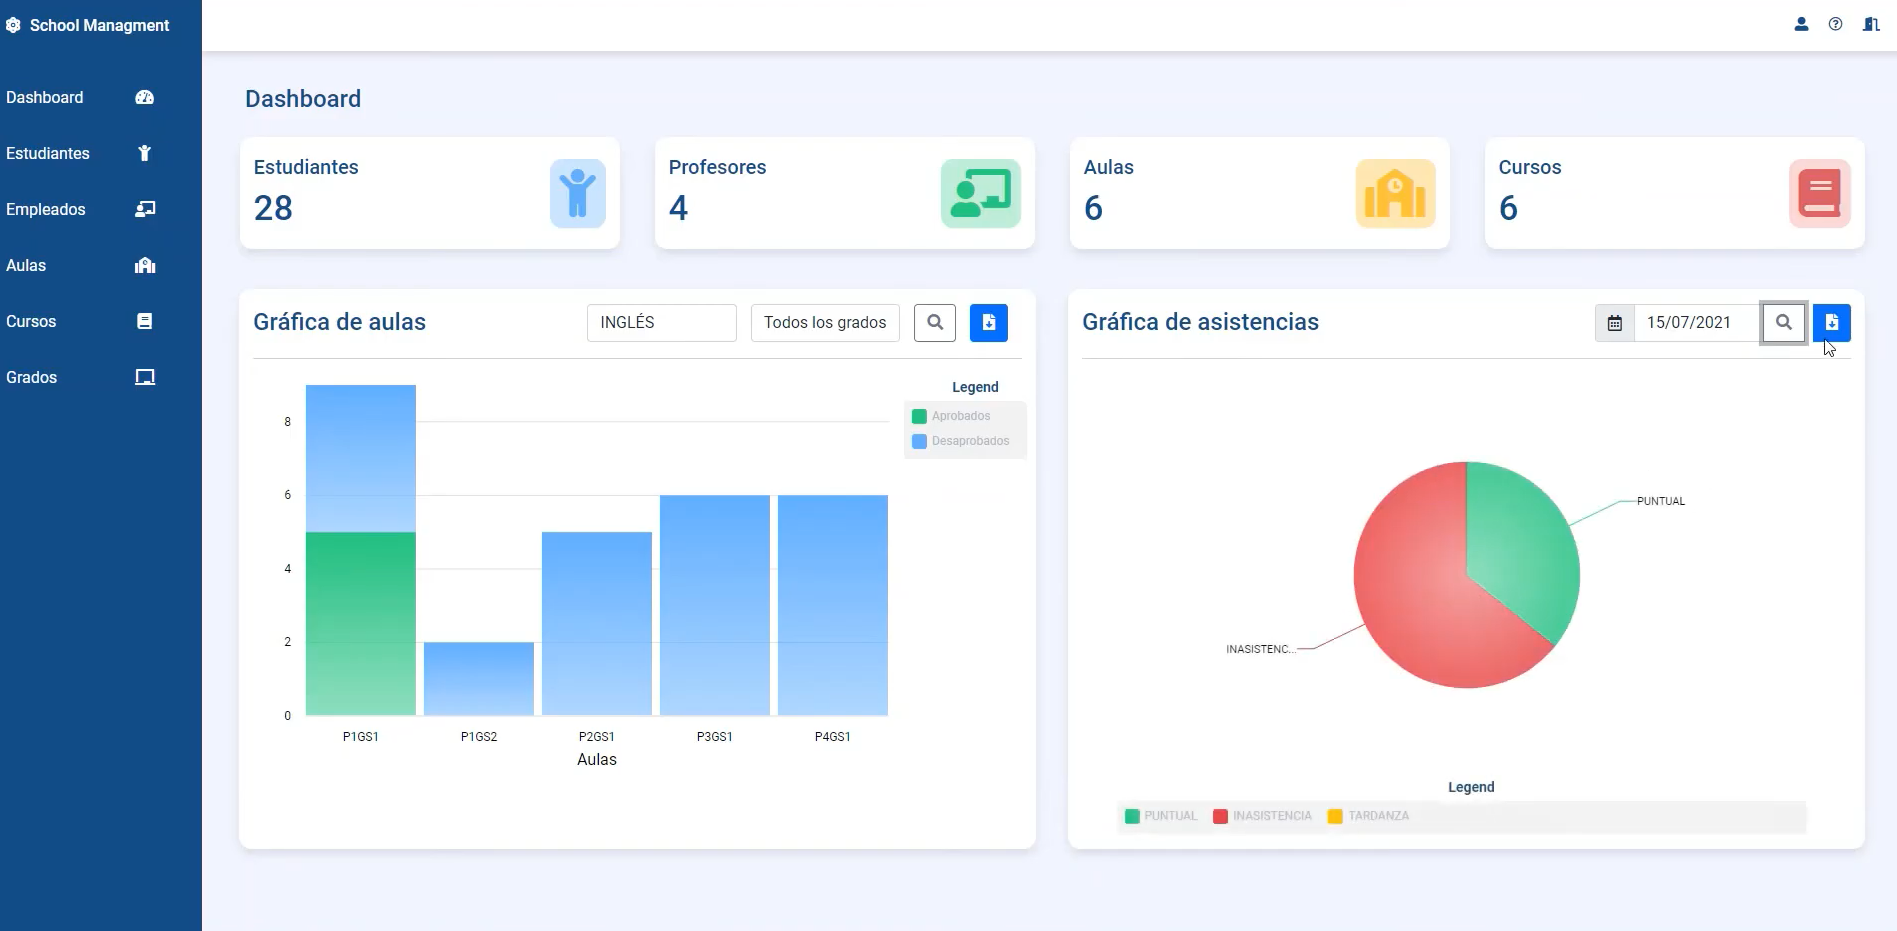 School Managment
Dashboard
Estudiantes
Empleados
Aulas
Cursos
Grados
Dashboard
Estudiantes
28
Profesores
4
Aulas
6
Cursos
6
Gráfica de aulas
INGLÉS
Todos los grados
8
6
4
2
0
P1GS1
P1GS2
P2GS1
P3GS1
P4GS1
Aulas
Legend
Aprobados
Desaprobados
Gráfica de asistencias
15/07/2021
PUNTUAL
INASISTENC...
Legend
PUNTUAL
INASISTENCIA
TARDANZA